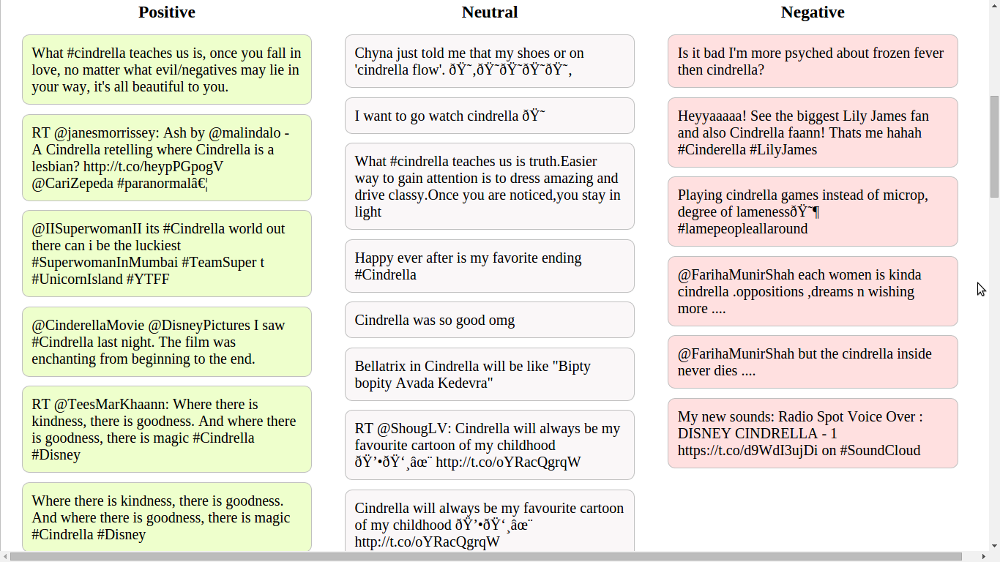 Positive
What #cindrella teaches us is, once you fall in
love, no matter what evil/negatives may lie in
your way, it's all beautiful to you.
RT @janesmorrissey: Ash by @malindalo -
A Cindrella retelling where Cindrella is a
lesbian? http://t.co/heypPGpogV
@CariZepeda #paranormalâ€¦
@IISuperwomanII its #Cindrella world out
there can i be the luckiest
#SuperwomanInMumbai #TeamSuper t
#UnicornIsland #YTFF
@CinderellaMovie @DisneyPictures I saw
#Cindrella last night. The film was
enchanting from beginning to the end.
RT @TeesMarKhaann: Where there is
kindness, there is goodness. And where there
is goodness, there is magic #Cindrella
#Disney
Where there is kindness, there is goodness.
And where there is goodness, there is magic
#Cindrella #Disney
Neutral
Chyna just told me that my shoes or on
'cindrella flow'. ðŸ˜‚ðŸ˜ðŸ˜ðŸ˜ðŸ˜‚
I want to go watch cindrella ðŸ˜
What #cindrella teaches us is truth.Easier
way to gain attention is to dress amazing and
drive classy.Once you are noticed,you stay in
light
Happy ever after is my favorite ending
#Cindrella
Cindrella was so good omg
Bellatrix in Cindrella will be like "Bipty
bopity Avada Kedevra"
RT @ShougLV: Cindrella will always be my
favourite cartoon of my childhood
ðŸ’•ðŸ‘¸âœ¨ http://t.co/oYRacQgrqW
Cindrella will always be my favourite cartoon
of my childhood ðŸ’•ðŸ‘¸âœ¨
http://t.co/oYRacQgrqW
Negative
Is it bad I'm more psyched about frozen fever
then cindrella?
Heyyaaaaa! See the biggest Lily James fan
and also Cindrella faann! Thats me hahah
#Cinderella #LilyJames
Playing cindrella games instead of microp,
degree of lamenessðŸ˜¶
#lamepeopleallaround
@FarihaMunirShah each women is kinda
cindrella .oppositions ,dreams n wishing
more ....
@FarihaMunirShah but the cindrella inside
never dies ....
My new sounds: Radio Spot Voice Over :
DISNEY CINDRELLA - 1
https://t.co/d9WdI3ujDi on #SoundCloud